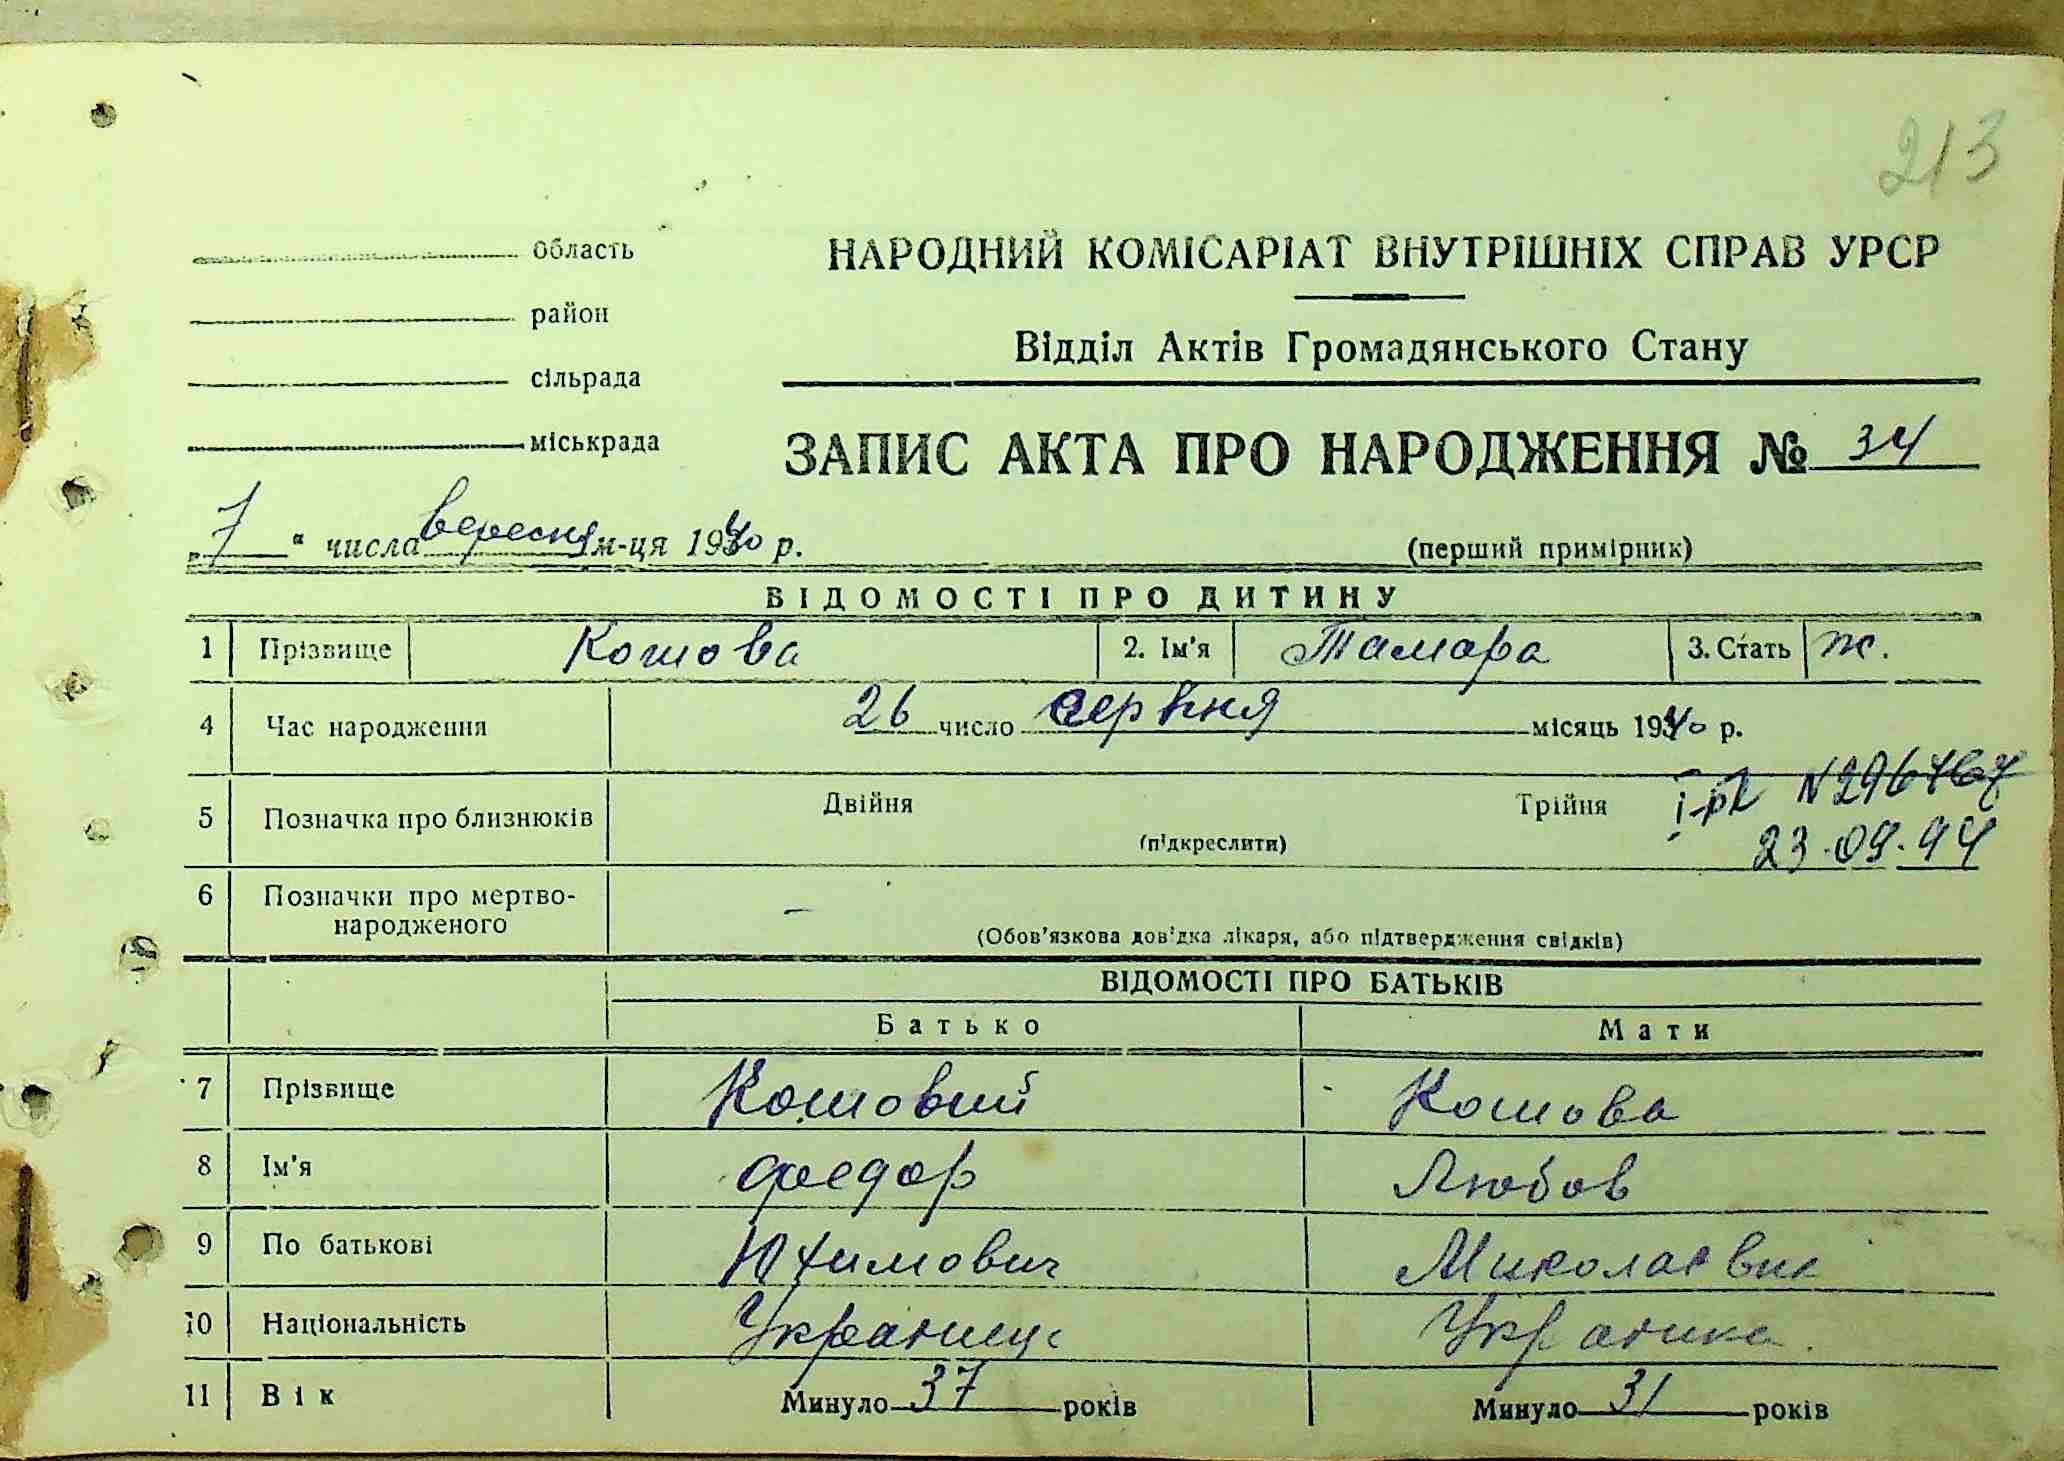 213
область
район
сільрада
міськрада
НАРОДНИЙ КОМІСАРІАТ ВНУТРІШНІХ СПРАВ УРСР
Відділ Актів Громадянського Стану
ЗАПИС АКТА ПРО НАРОДЖЕННЯ № 34
„7“ числа вересня м-ця 1940 р. (перший примірник)
ВІДОМОСТІ ПРО ДИТИНУ
1 Прізвище Кошова 2. Ім'я Тамара 3. Стать ж.
4 Час народження 26 число серпня місяць 1940 р.
5 Позначка про близнюків Двійня Трійня (підкреслити)
N296767
23.09.94
6 Позначки про мертво-
народженого –
(Обов'язкова довідка лікаря, або підтвердження свідків)
ВІДОМОСТІ ПРО БАТЬКІВ
Батько Мати
7 Прізвище Кошовий Кошова
8 Ім'я Федор Любов
9 По батькові Юхимович Миколаєвна
10 Національність Украинець Украинка.
11 Вік Минуло 37 років Минуло 31 років